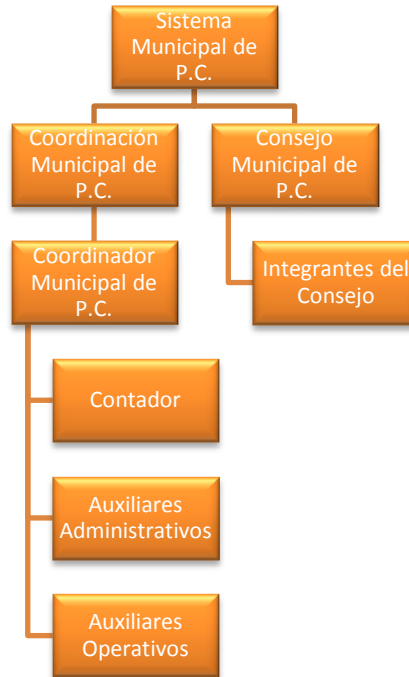 Sistema
Municipal de
P.C.
Coordinación
Municipal de
P.C.
Consejo
Municipal de
P.C.
Coordinador
Municipal de
P.C.
Integrantes del
Consejo
Contador
Auxiliares
Administrativos
Auxiliares
Operativos